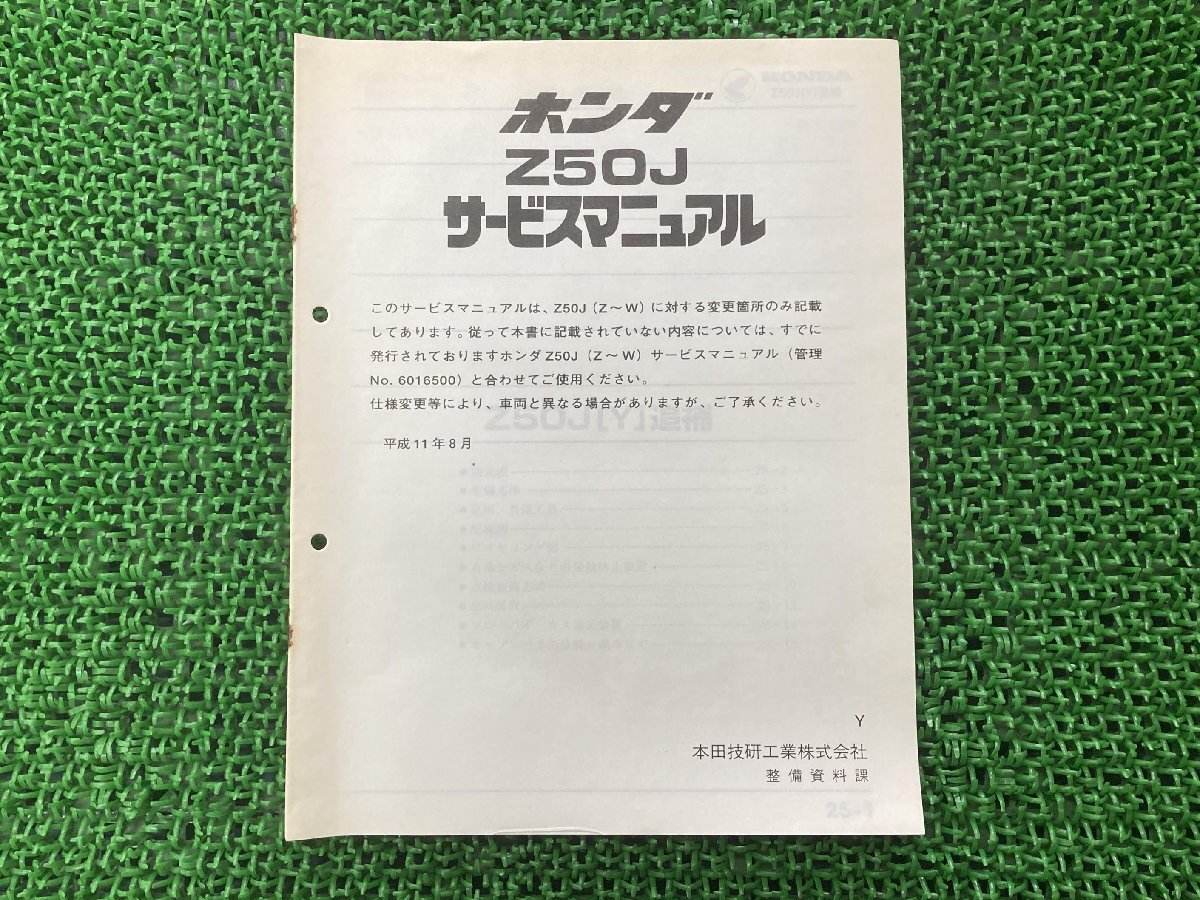 ホンダ
Z50J
サービスマニュアル
このサービスマニュアルは、Z50J（Z～W）に対する変更箇所のみ記載
してあります。従って本書に記載されていない内容については、すでに
発行されておりますホンダZ50J（Z～W）サービスマニュアル（管理
No. 6016500）と合わせてご使用ください。
仕様変更等により、車両と異なる場合がありますが、ご了承ください。
Z50J[Y]追補
平成11年8月
Y
本田技研工業株式会社
整備資料課
25-1